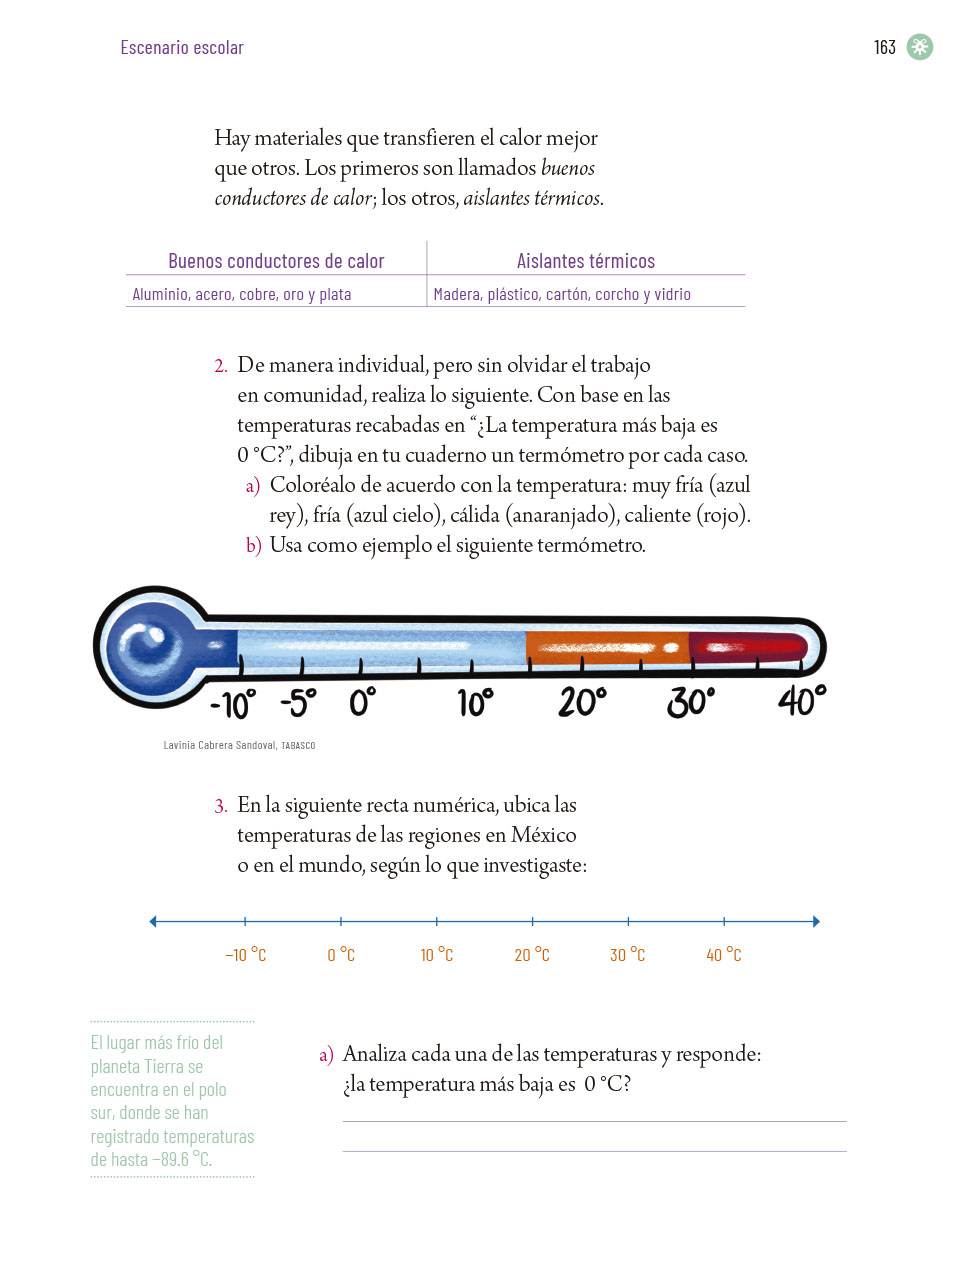 Escenario escolar
163
Hay materiales que transfieren el calor mejor
que otros. Los primeros son llamados buenos
conductores de calor; los otros, aislantes térmicos.
Buenos conductores de calor
Aislantes térmicos
Aluminio, acero, cobre, oro y plata
Madera, plástico, cartón, corcho y vidrio
2. De manera individual, pero sin olvidar el trabajo
en comunidad, realiza lo siguiente. Con base en las
temperaturas recabadas en “¿La temperatura más baja es
0 °C?”, dibuja en tu cuaderno un termómetro por cada caso.
a) Coloréalo de acuerdo con la temperatura: muy fría (azul
rey), fría (azul cielo), cálida (anaranjado), caliente (rojo).
b) Usa como ejemplo el siguiente termómetro.
-10° -5° 0° 10° 20° 30° 40°
Lavinia Cabrera Sandoval, TABASCO
3. En la siguiente recta numérica, ubica las
temperaturas de las regiones en México
o en el mundo, según lo que investigaste:
−10 °C 0 °C 10 °C 20 °C 30 °C 40 °C
El lugar más frío del
planeta Tierra se
encuentra en el polo
sur, donde se han
registrado temperaturas
de hasta −89.6 °C.
a) Analiza cada una de las temperaturas y responde:
¿la temperatura más baja es 0 °C?